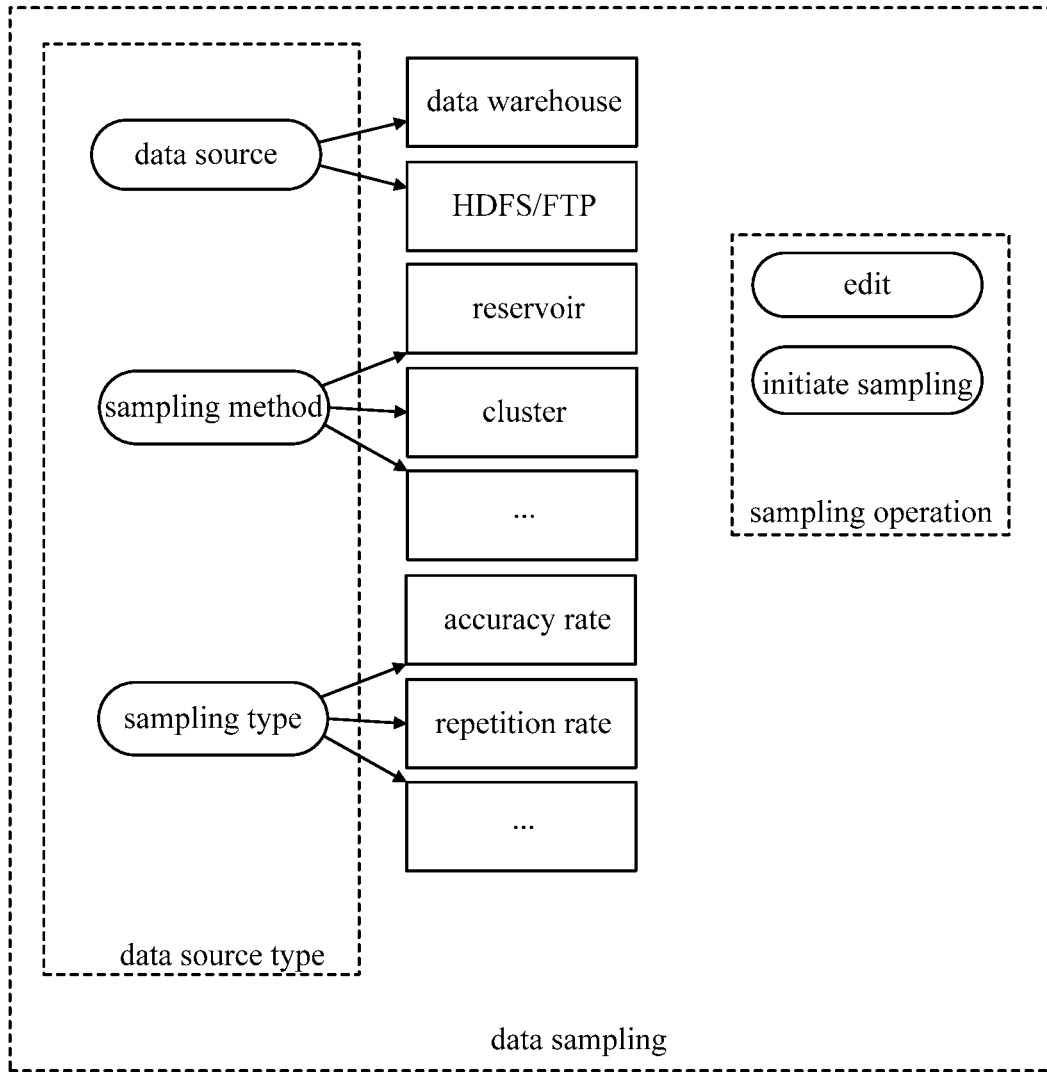 data source
data warehouse
HDFS/FTP
sampling method
reservoir
cluster
...
sampling type
accuracy rate
repetition rate
...
data source type
edit
initiate sampling
sampling operation
data sampling